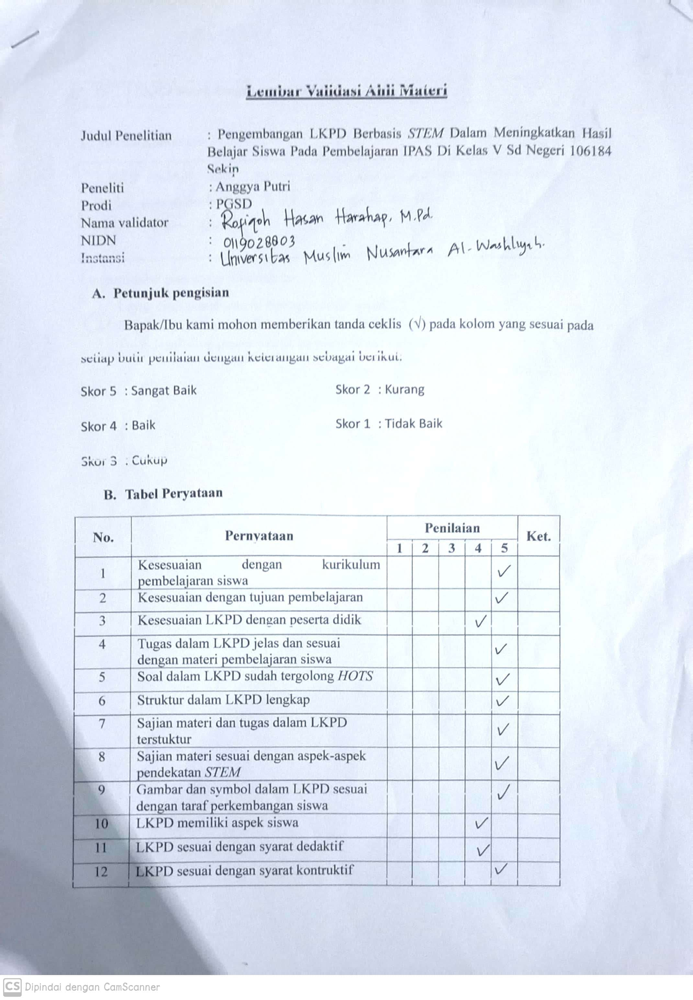 Lembar Validasi Ahli Materi
Judul Penelitian : Pengembangan LKPD Berbasis STEM Dalam Meningkatkan Hasil
Belajar Siswa Pada Pembelajaran IPAS Di Kelas V Sd Negeri 106184
Sekip
Peneliti : Anggya Putri
Prodi : PGSD
Nama validator : Rofiqoh Hasan Harahap, M.Pd.
NIDN : 0119028803
Instansi : Universitas Muslim Nusantara Al-Washliyah.
A. Petunjuk pengisian
Bapak/Ibu kami mohon memberikan tanda ceklis (√) pada kolom yang sesuai pada
setiap butir penilaian dengan keterangan sebagai berikut.
Skor 5 : Sangat Baik Skor 2 : Kurang
Skor 4 : Baik Skor 1 : Tidak Baik
Skor 3 : Cukup
B. Tabel Peryataan
No. Pernyataan Penilaian Ket.
1 2 3 4 5
1 Kesesuaian dengan kurikulum ✓
pembelajaran siswa
2 Kesesuaian dengan tujuan pembelajaran ✓
3 Kesesuaian LKPD dengan peserta didik ✓
4 Tugas dalam LKPD jelas dan sesuai ✓
dengan materi pembelajaran siswa
5 Soal dalam LKPD sudah tergolong HOTS ✓
6 Struktur dalam LKPD lengkap ✓
7 Sajian materi dan tugas dalam LKPD ✓
terstuktur
8 Sajian materi sesuai dengan aspek-aspek ✓
pendekatan STEM
9 Gambar dan symbol dalam LKPD sesuai ✓
dengan taraf perkembangan siswa
10 LKPD memiliki aspek siswa ✓
11 LKPD sesuai dengan syarat dedaktif ✓
12 LKPD sesuai dengan syarat kontruktif ✓
CS Dipindai dengan CamScanner